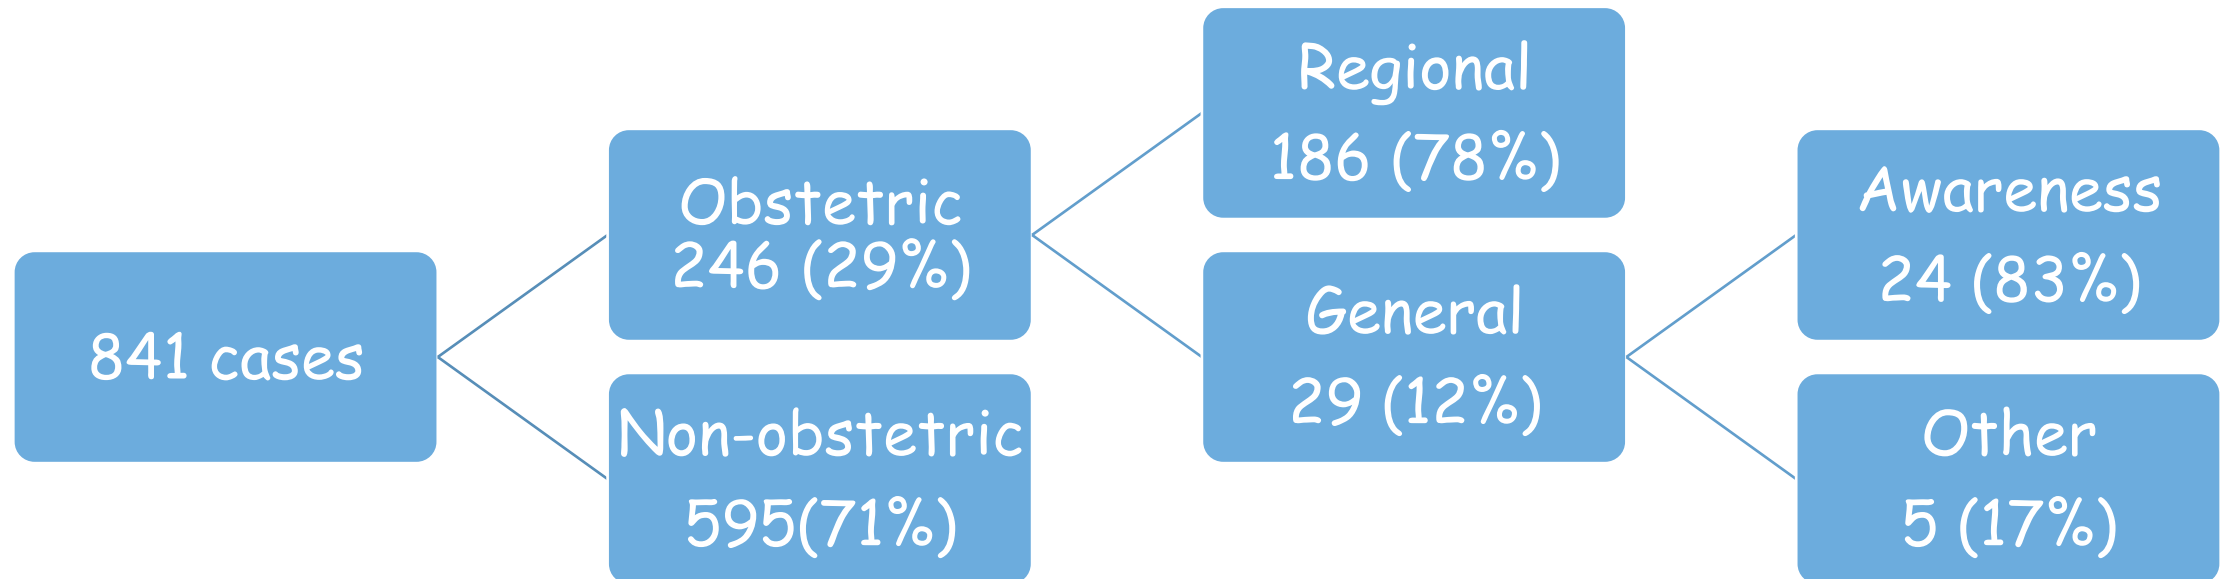 841 cases
Obstetric
246 (29%)
Non-obstetric
595(71%)
Regional
186 (78%)
General
29 (12%)
Awareness
24 (83%)
Other
5 (17%)